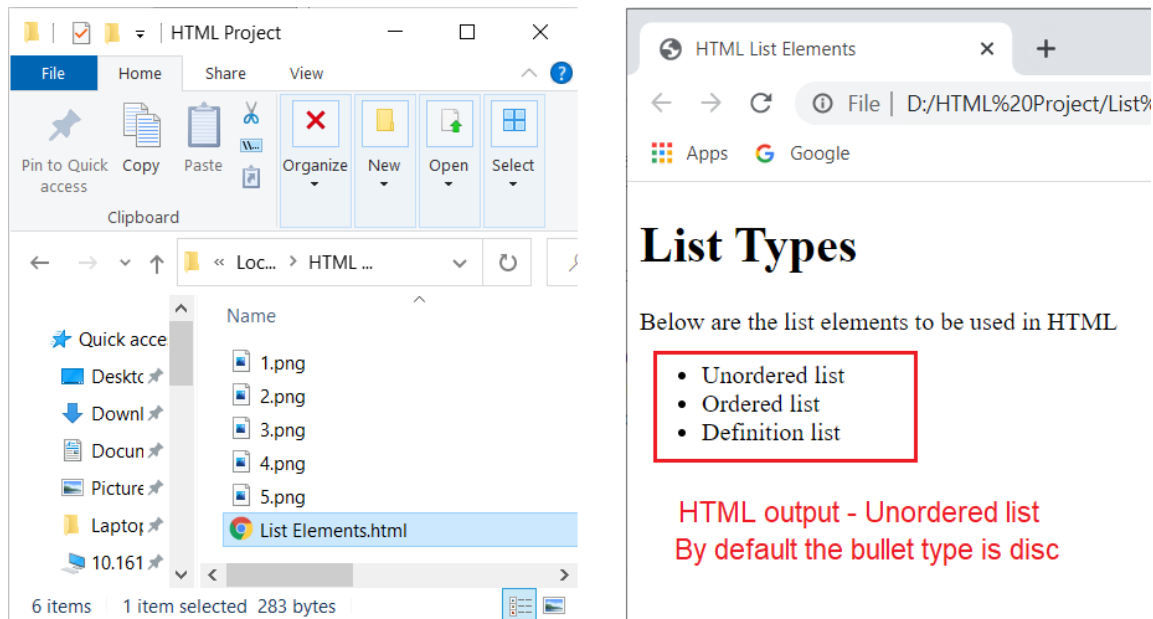 HTML Project
File Home Share View
Pin to Quick access
Copy
Paste
W...
Organize
New
Open
Select
Clipboard
« Loc... > HTML ...
Name
Quick acce
Deskto
Downl
Docun
Picture
Laptop
10.161
1.png
2.png
3.png
4.png
5.png
List Elements.html
6 items 1 item selected 283 bytes
HTML List Elements
File | D:/HTML%20Project/List%
Apps Google
List Types
Below are the list elements to be used in HTML
• Unordered list
• Ordered list
• Definition list
HTML output - Unordered list
By default the bullet type is disc